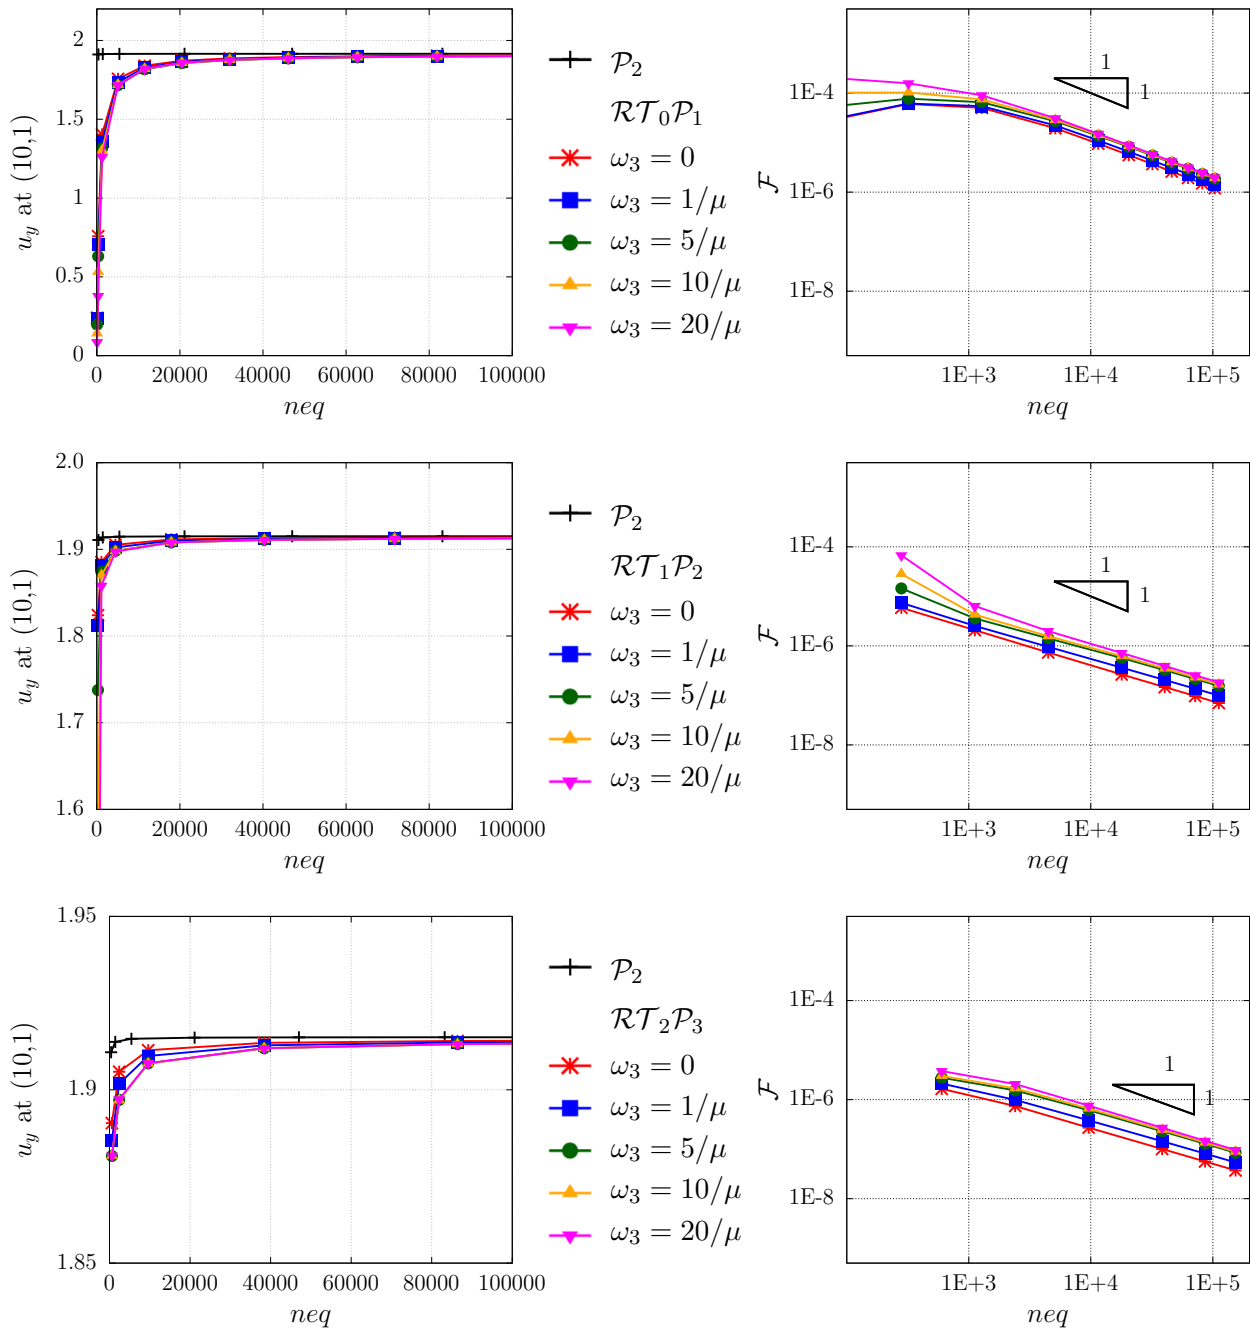 u_y at (10,1)
2
1.5
1
0.5
0
0 20000 40000 60000 80000 100000
neq
P_2
RT_0P_1
ω_3 = 0
ω_3 = 1/μ
ω_3 = 5/μ
ω_3 = 10/μ
ω_3 = 20/μ
F
1E-4
1E-6
1E-8
1
1
1E+3 1E+4 1E+5
neq
u_y at (10,1)
2.0
1.9
1.8
1.7
1.6
0 20000 40000 60000 80000 100000
neq
P_2
RT_1P_2
ω_3 = 0
ω_3 = 1/μ
ω_3 = 5/μ
ω_3 = 10/μ
ω_3 = 20/μ
F
1E-4
1E-6
1E-8
1
1
1E+3 1E+4 1E+5
neq
u_y at (10,1)
1.95
1.9
1.85
0 20000 40000 60000 80000 100000
neq
P_2
RT_2P_3
ω_3 = 0
ω_3 = 1/μ
ω_3 = 5/μ
ω_3 = 10/μ
ω_3 = 20/μ
F
1E-4
1E-6
1E-8
1
1
1E+3 1E+4 1E+5
neq